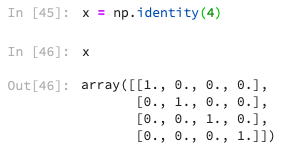 In [45]: x = np.identity(4)
In [46]: x
Out[46]: array([[1., 0., 0., 0.],
[0., 1., 0., 0.],
[0., 0., 1., 0.],
[0., 0., 0., 1.]])